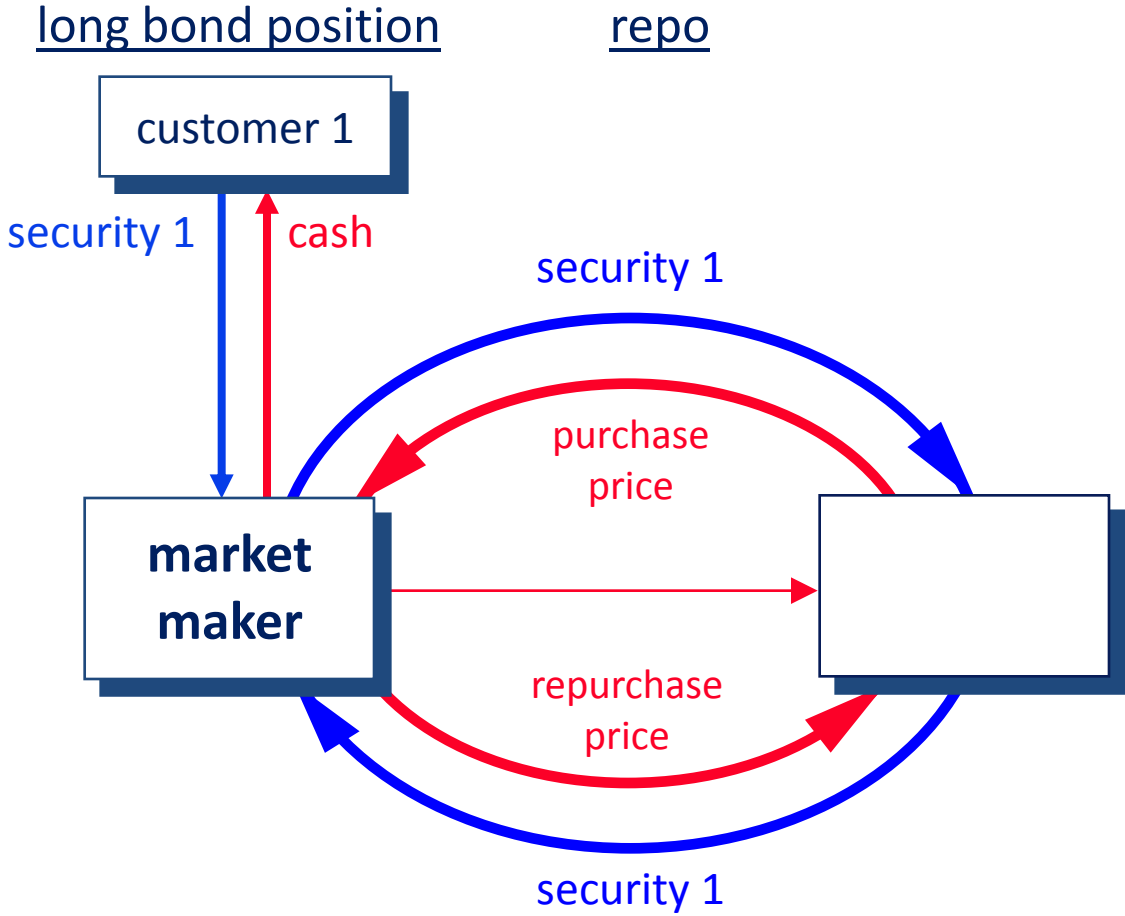 long bond position
repo
customer 1
security 1
cash
security 1
purchase
price
market
maker
repurchase
price
security 1